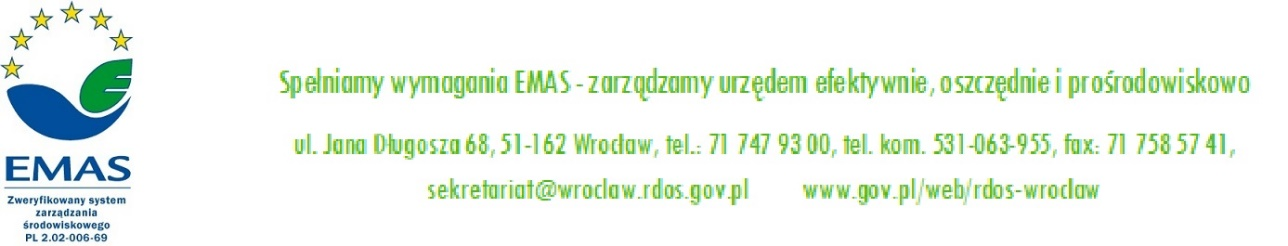 Spełniamy wymagania EMAS - zarządzamy urzędem efektywnie, oszczędnie i prośrodowiskowo
ul. Jana Długosza 68, 51-162 Wrocław, tel.: 71 747 93 00, tel. kom. 531-063-955, fax: 71 758 57 41,
sekretariat@wroclaw.rdos.gov.pl www.gov.pl/web/rdos-wroclaw
EMAS
Zweryfikowany system
zarządzania
środowiskowego
PL 2.02-006-69